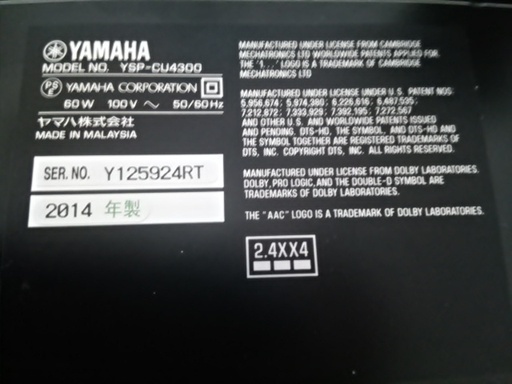 YAMAHA
MODEL NO. YSP-CU4300
PS
E
YAMAHA CORPORATION
60W 100V ～ 50/60Hz
ヤマハ株式会社
MADE IN MALAYSIA
SER. NO. Y125924RT
2014 年製
MANUFACTURED UNDER LICENSE FROM CAMBRIDGE
MECHATRONICS LTD WORLDWIDE PATENTS APPLIED FOR.
THE '1...' LOGO IS A TRADEMARK OF CAMBRIDGE
MECHATRONICS LTD
MANUFACTURED UNDER LICENSE UNDER U.S. PATENT NOS:
5,956,674; 5,974,380; 6,226,616; 6,487,535;
7,212,872; 7,333,929; 7,392,195; 7,272,567
AND OTHER U.S. AND WORLDWIDE PATENTS ISSUED
AND PENDING. DTS-HD, THE SYMBOL, AND DTS-HD AND
THE SYMBOL TOGETHER ARE REGISTERED TRADEMARKS OF
DTS, INC. COPYRIGHT DTS, INC. ALL RIGHTS RESERVED.
MANUFACTURED UNDER LICENSE FROM DOLBY LABORATORIES.
DOLBY, PRO LOGIC, AND THE DOUBLE-D SYMBOL ARE
TRADEMARKS OF DOLBY LABORATORIES.
THE "AAC" LOGO IS A TRADEMARK OF DOLBY LABORATORIES.
2.4XX4